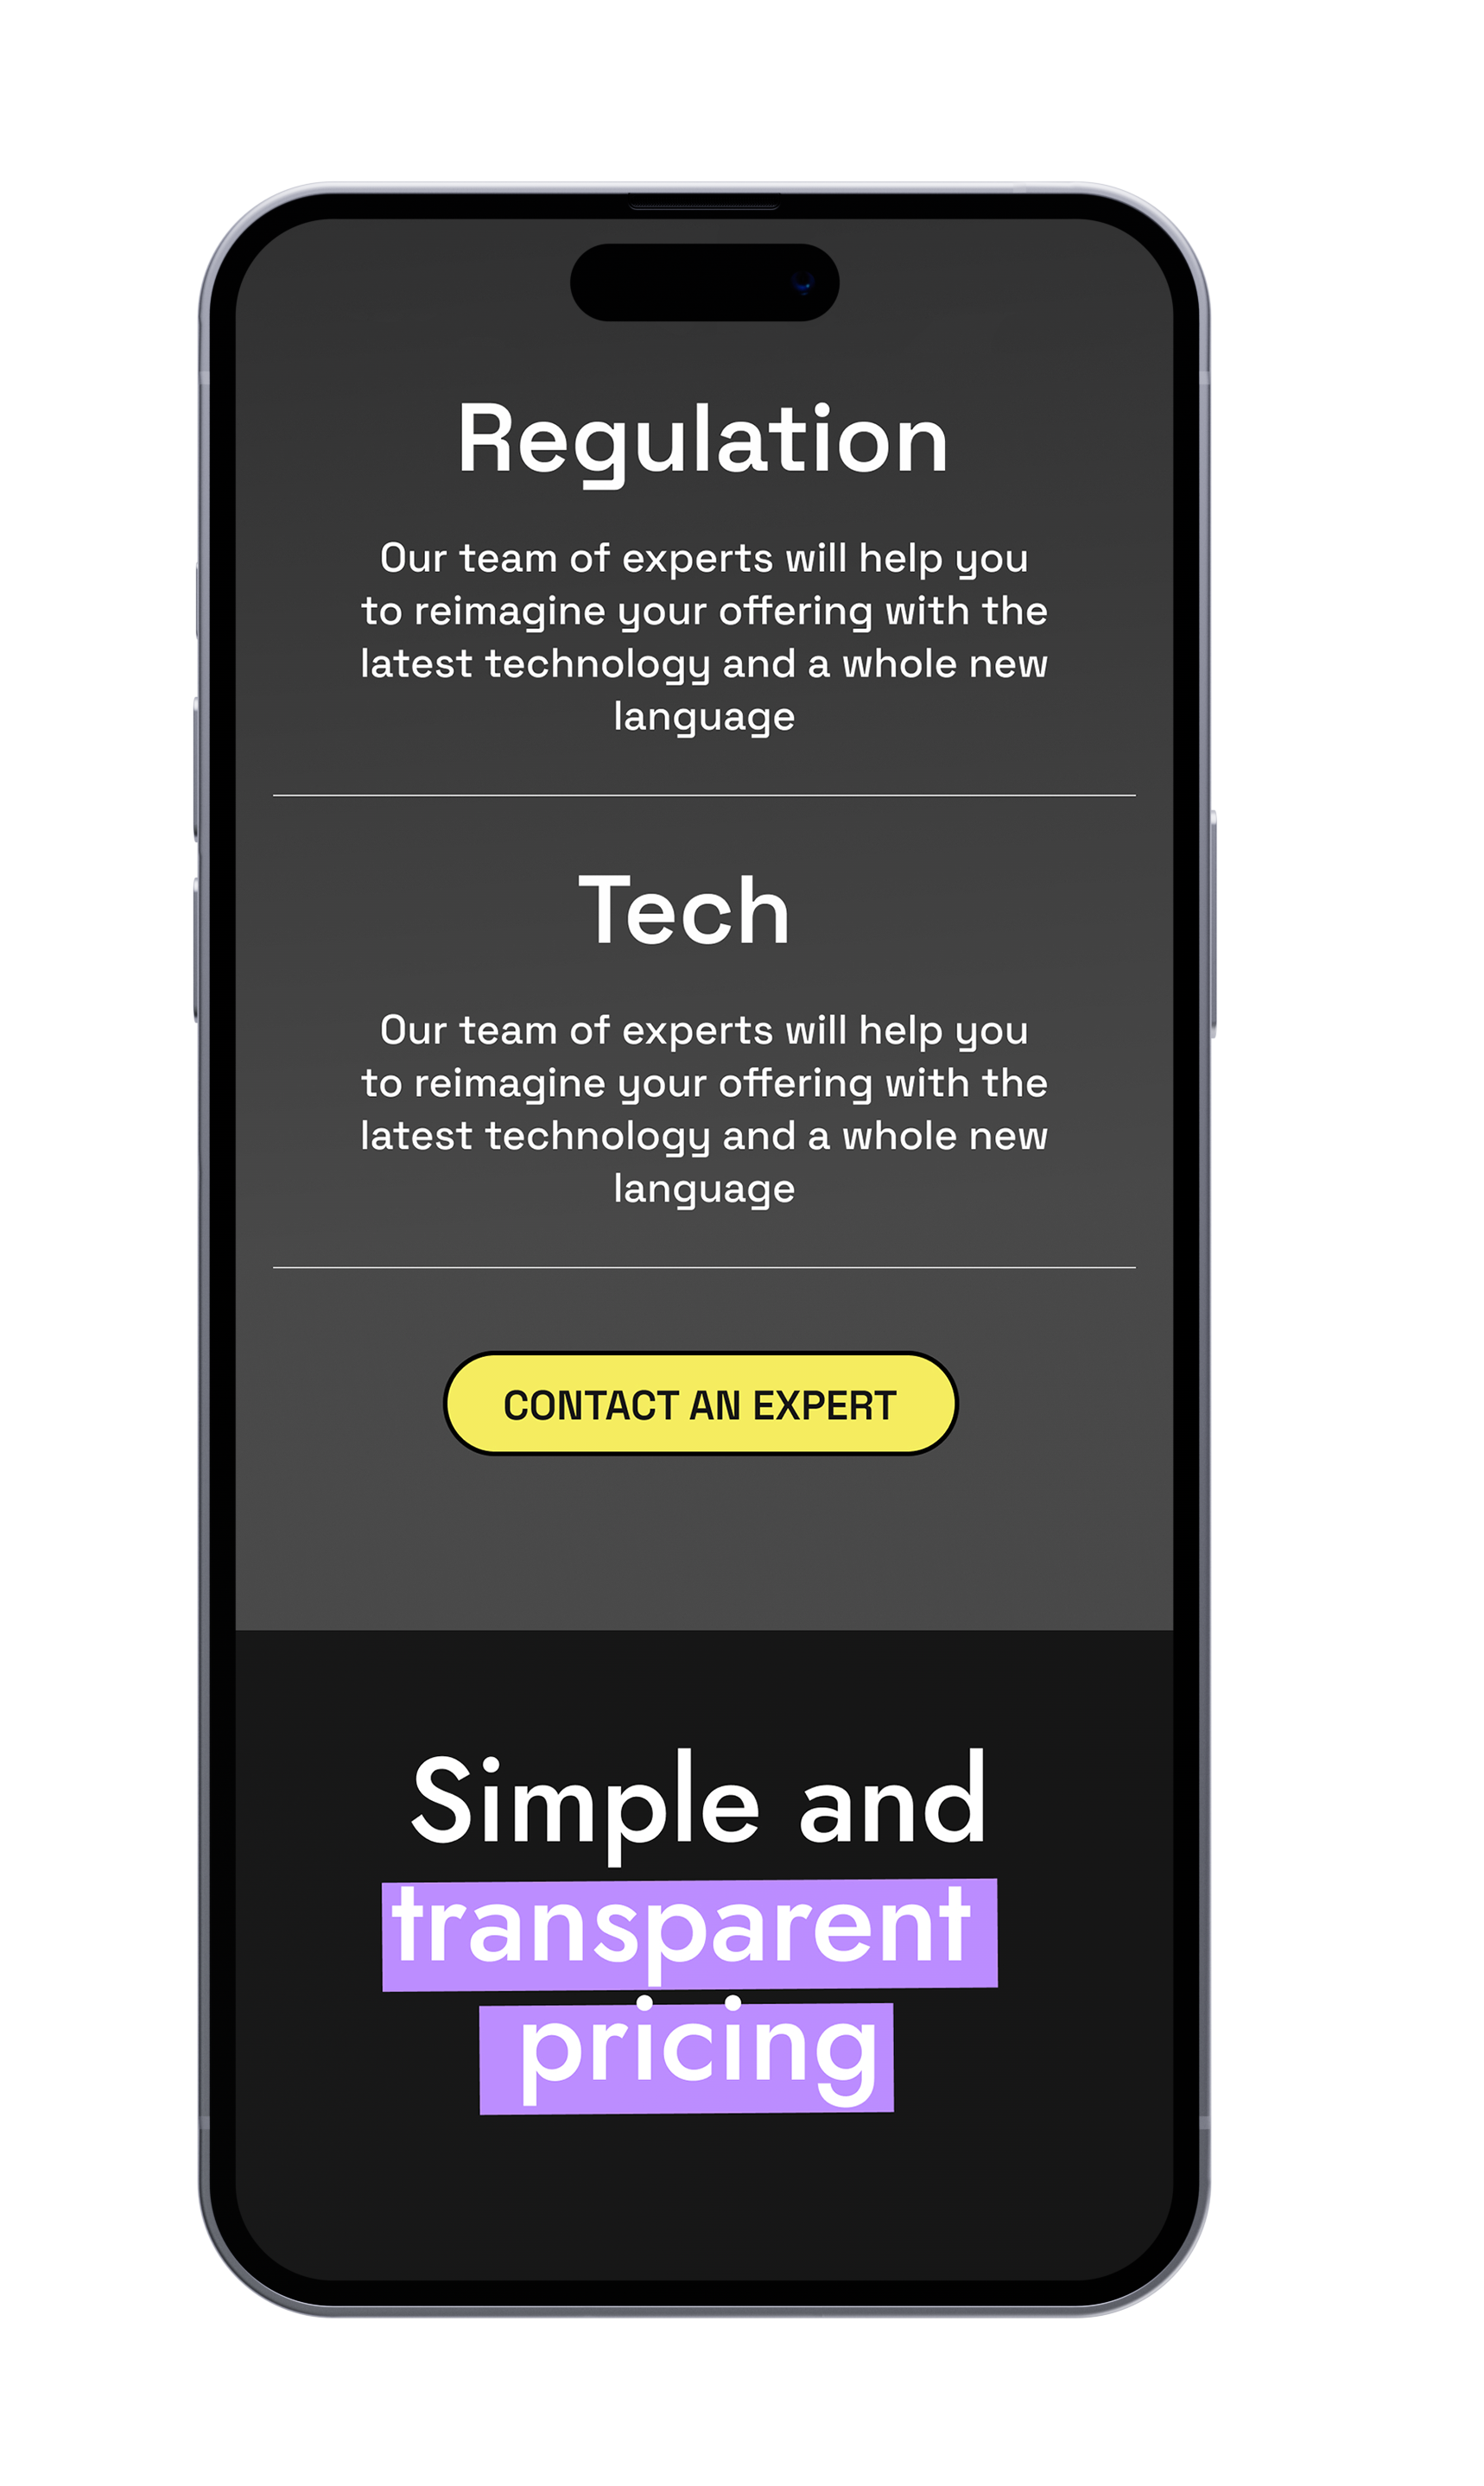 Regulation
Our team of experts will help you
to reimagine your offering with the
latest technology and a whole new
language
Tech
Our team of experts will help you
to reimagine your offering with the
latest technology and a whole new
language
CONTACT AN EXPERT
Simple and
transparent
pricing